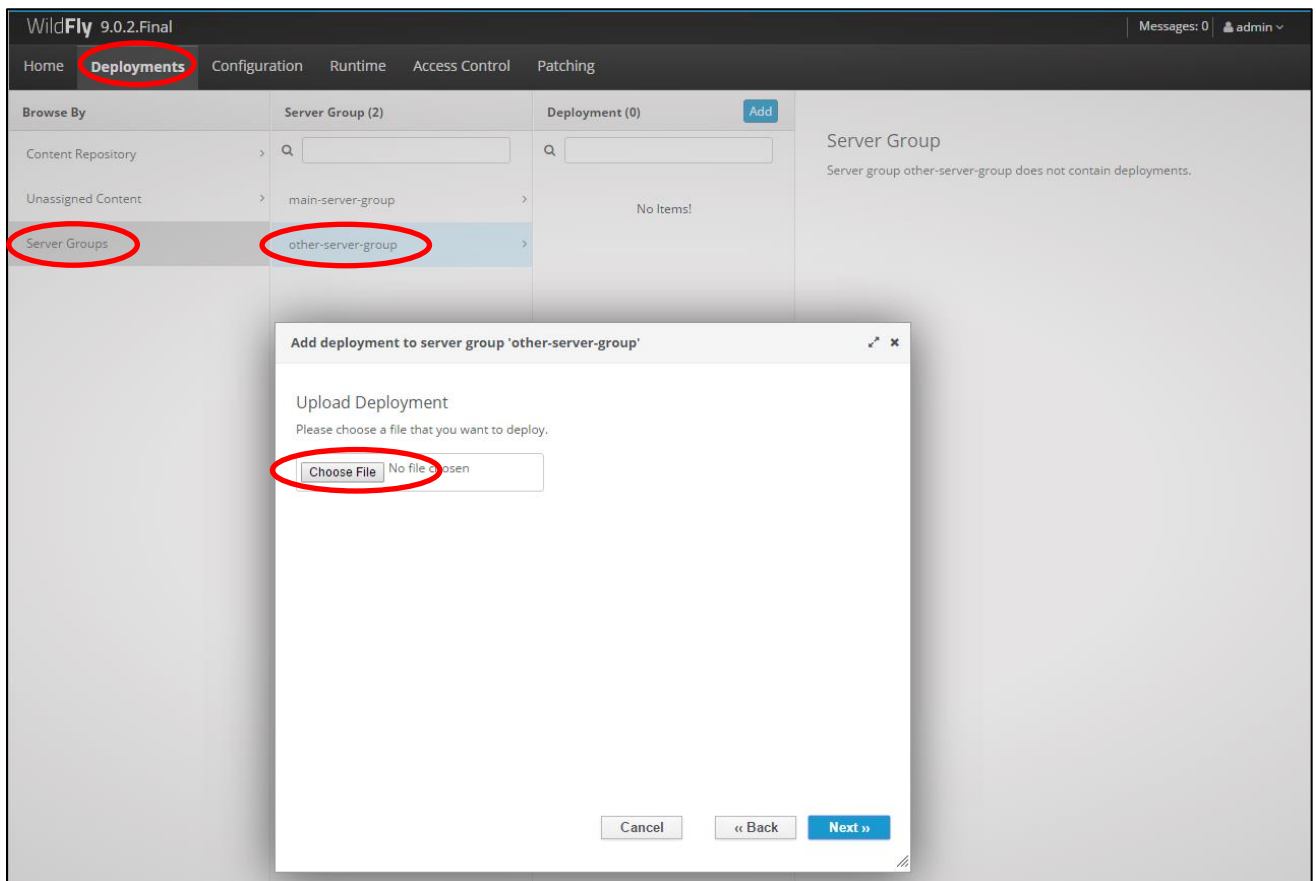 WildFly 9.0.2.Final
Messages: 0 admin
Home Deployments Configuration Runtime Access Control Patching
Browse By
Content Repository
Unassigned Content
Server Groups
Server Group (2)
main-server-group
other-server-group
Deployment (0) Add
No Items!
Server Group
Server group other-server-group does not contain deployments.
Add deployment to server group 'other-server-group'
Upload Deployment
Please choose a file that you want to deploy.
Choose File No file chosen
Cancel ‹‹ Back Next ››